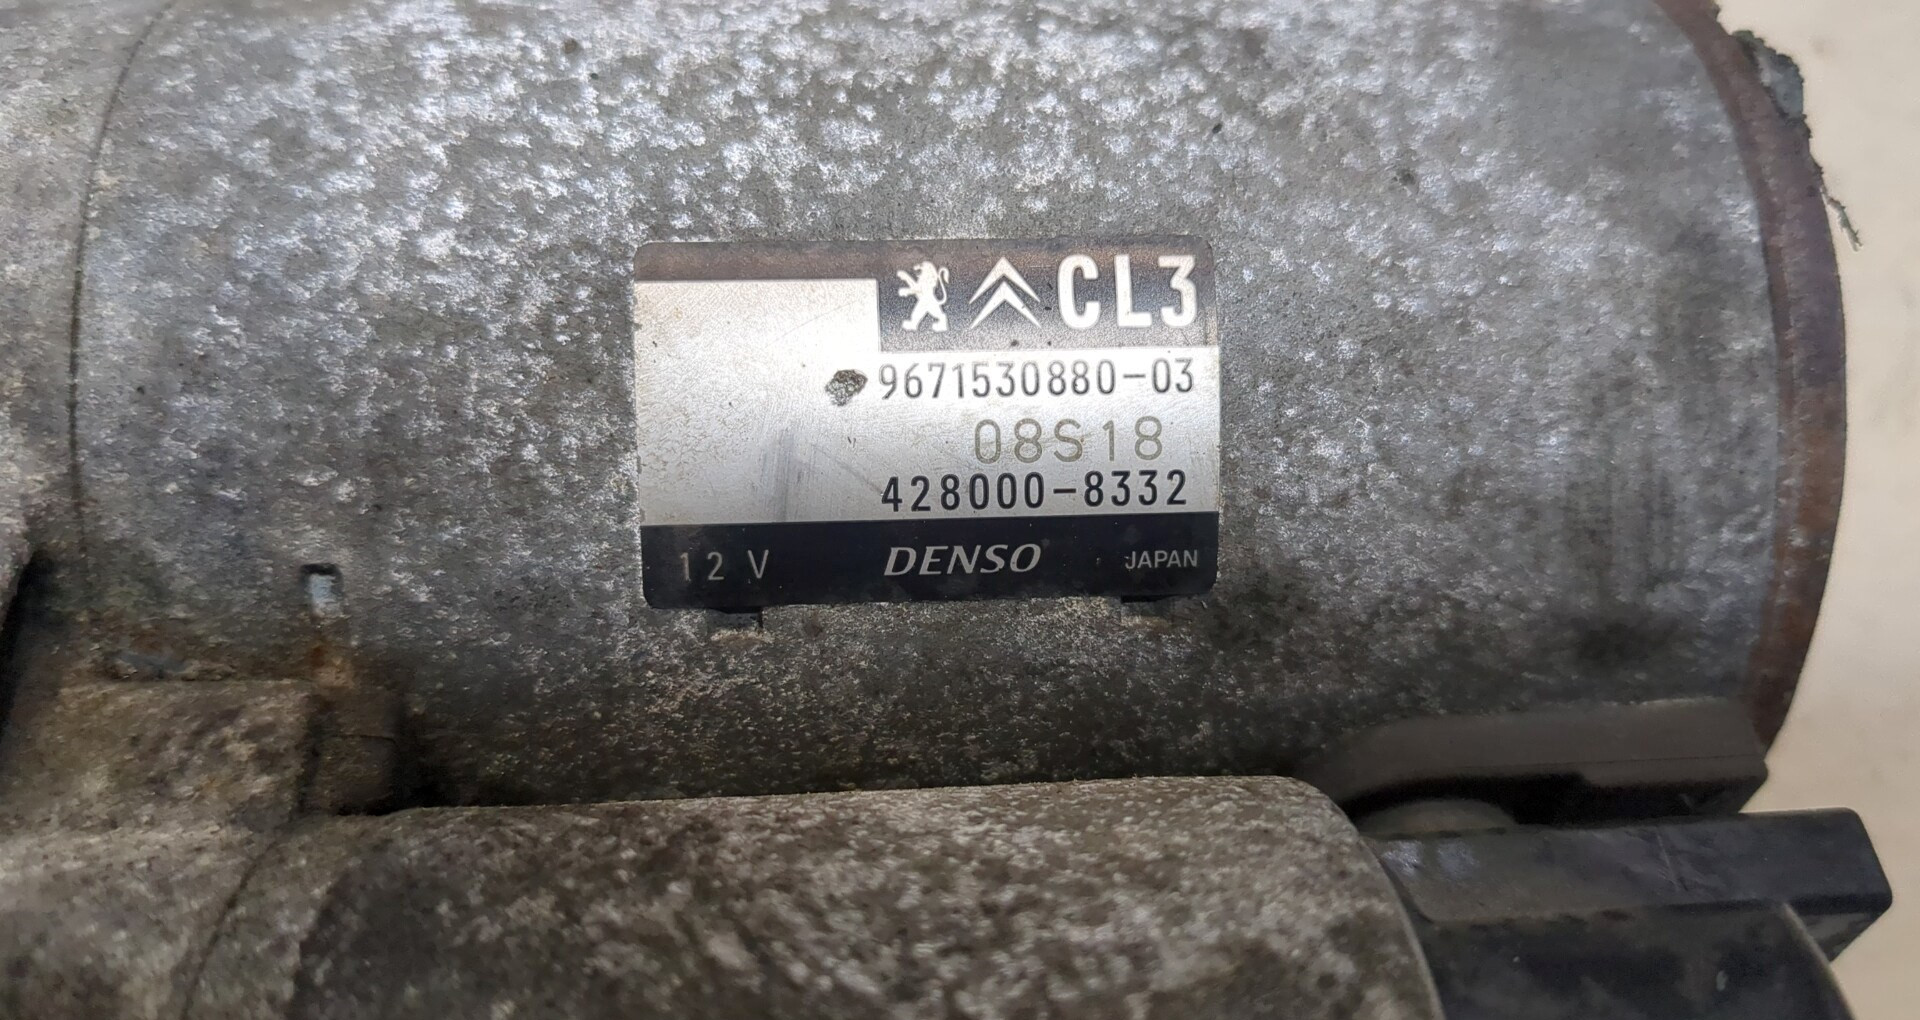 CL3
9671530880-03
08S18
428000-8332
12 V DENSO JAPAN